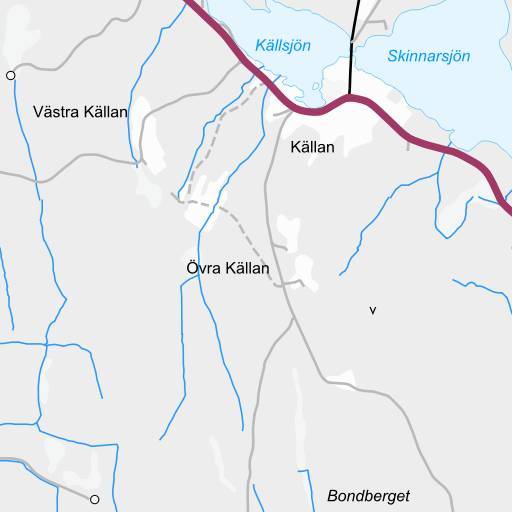 Källsjön
Skinnarsjön
Västra Källan
Källan
Övra Källan
Bondberget